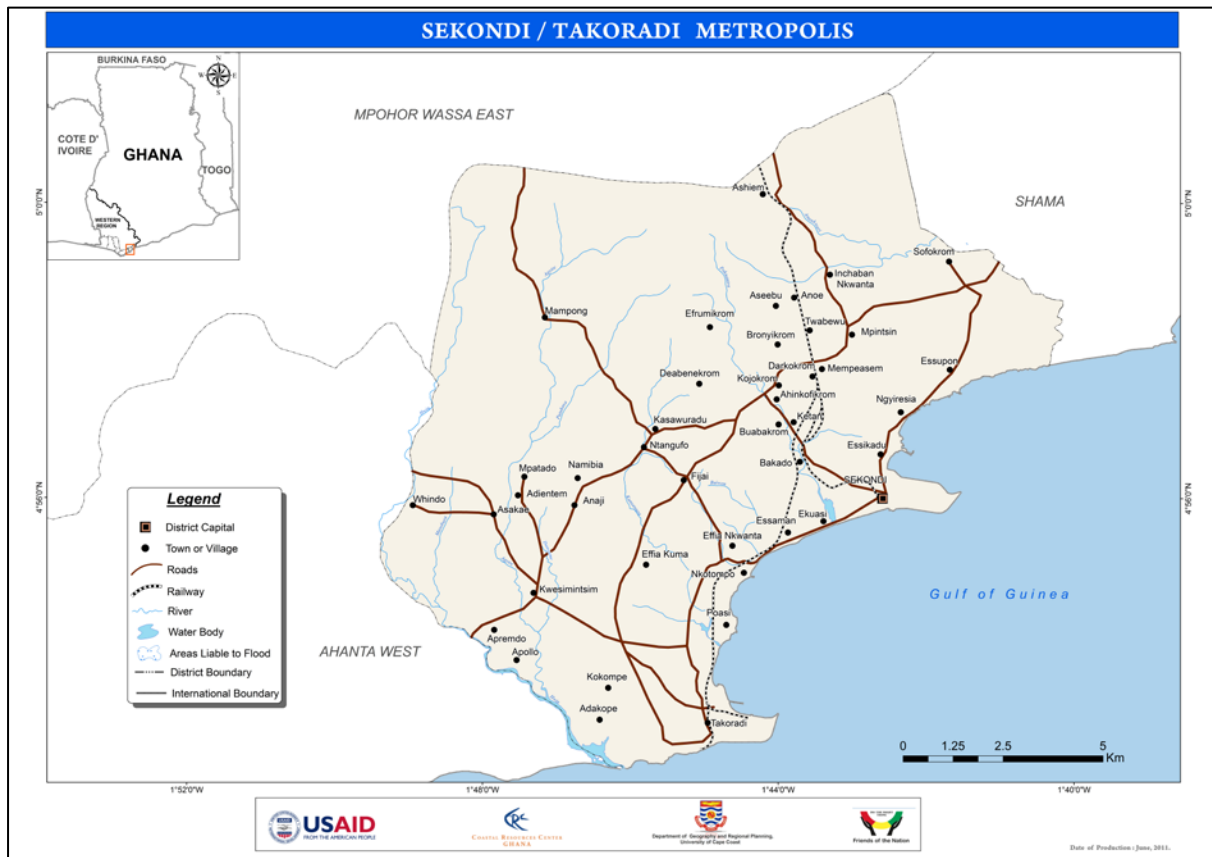 SEKONDI / TAKORADI METROPOLIS
BURKINA FASO
N
W
E
S
COTE D'
IVOIRE
GHANA
TOGO
WESTERN
REGION
MPOHOR WASSA EAST
SHAMA
AHANTA WEST
Gulf of Guinea
5°0'0"N
5°0'0"N
4°56'0"N
4°56'0"N
Ashiem
Sofokrom
Inchaban
Nkwanta
Aseebu
Anoe
Mampong
Efrumikrom
Twabewu
Mpintsin
Bronyikrom
Darkokrom
Mempeasem
Essupon
Deabenekrom
Kojokrom
Ahinkofikrom
Ngyiresia
Kasawuradu
Ketan
Buabakrom
Ntangufo
Essikadu
Bakado
Mpatado
Namibia
Fijai
SEKONDI
Adientem
Anaji
Whindo
Asakae
Ekuasi
Essaman
Effia Nkwanta
Effia Kuma
Nkotompo
Kwesimintsim
Poasi
Apremdo
Apollo
Kokompe
Adakope
Takoradi
Legend
District Capital
Town or Village
Roads
Railway
River
Water Body
Areas Liable to Flood
District Boundary
International Boundary
0 1.25 2.5 5
Km
1°52'0"W
1°48'0"W
1°44'0"W
1°40'0"W
USAID
FROM THE AMERICAN PEOPLE
CRC
COASTAL RESOURCES CENTER
GHANA
Department of Geography and Regional Planning,
University of Cape Coast
Friends of the Nation
Date of Production : June, 2011.